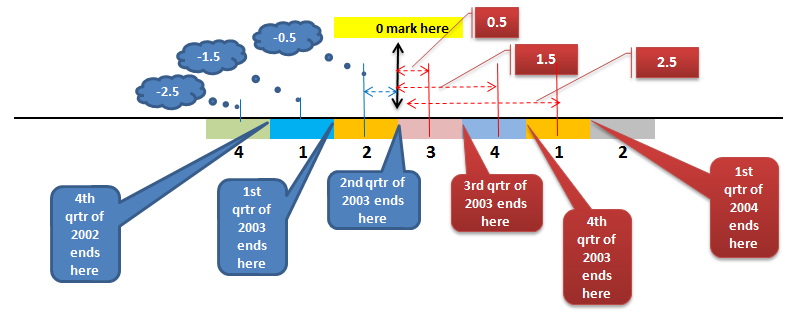 0 mark here
0.5
-0.5
-1.5
1.5
2.5
-2.5
4
1
2
3
4
1
2
4th
qrtr of
2002
ends
here
1st
qrtr of
2003
ends
here
2nd qrtr of
2003 ends
here
3rd qrtr of
2003 ends
here
4th
qrtr of
2003
ends
here
1st
qrtr of
2004
ends
here